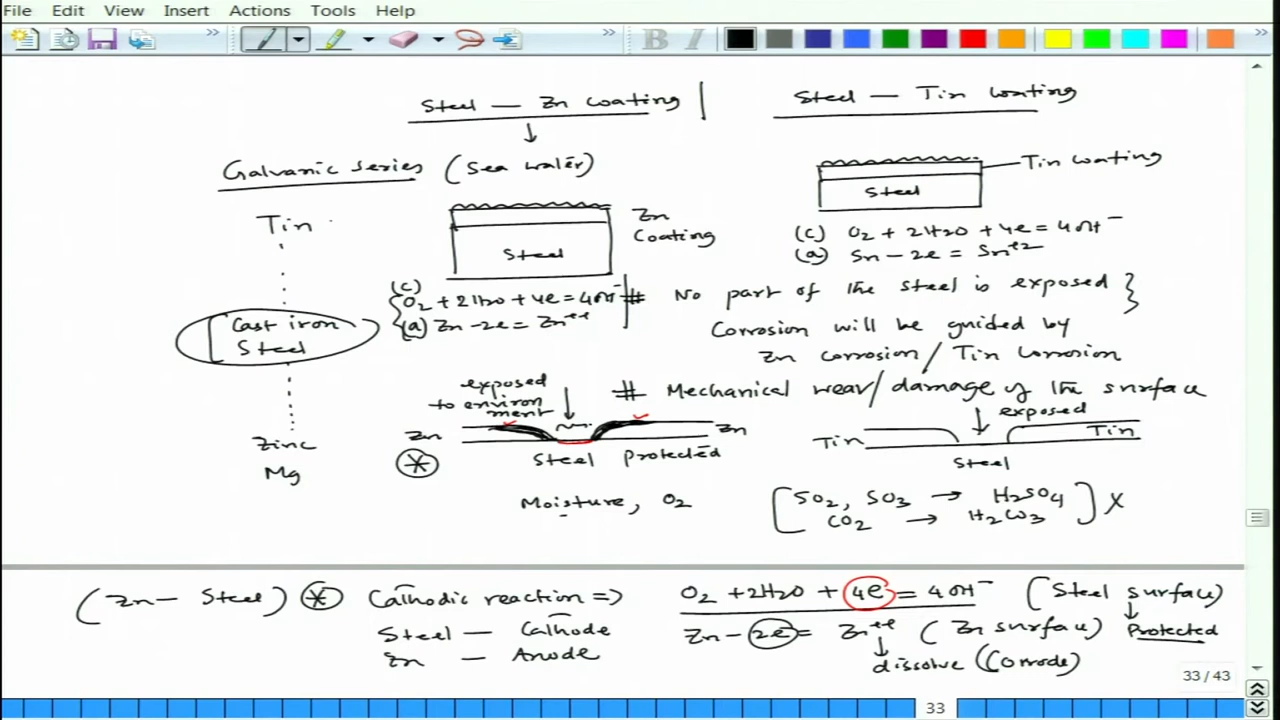 File Edit View Insert Actions Tools Help
B I
Steel — Zn coating
Steel — Tin coating
Galvanic series (Sea water)
Tin
Cast iron
Steel
Zinc
Mg
Zn
Coating
Steel
(c)
O2 + 2H2O + 4e = 4OH-
(a) Zn - 2e = Zn++
Tin coating
Steel
(c) O2 + 2H2O + 4e = 4OH-
(a) Sn - 2e = Sn+2
# No part of the steel is exposed }
Corrosion will be guided by
Zn corrosion / Tin corrosion
# Mechanical wear/damage of the surface
exposed
to environ
ment
Zn
Zn
Steel protected
Moisture, O2
exposed
Tin
Tin
Steel
[SO2, SO3 → H2SO4
CO2 → H2CO3 ] X
(Zn — Steel) * Cathodic reaction =>
O2 + 2H2O + 4e = 4OH- (Steel surface)
Steel — Cathode
Zn - 2e = Zn++ (Zn surface) Protected
Zn — Anode
dissolve (Corrode)
33 / 43
33